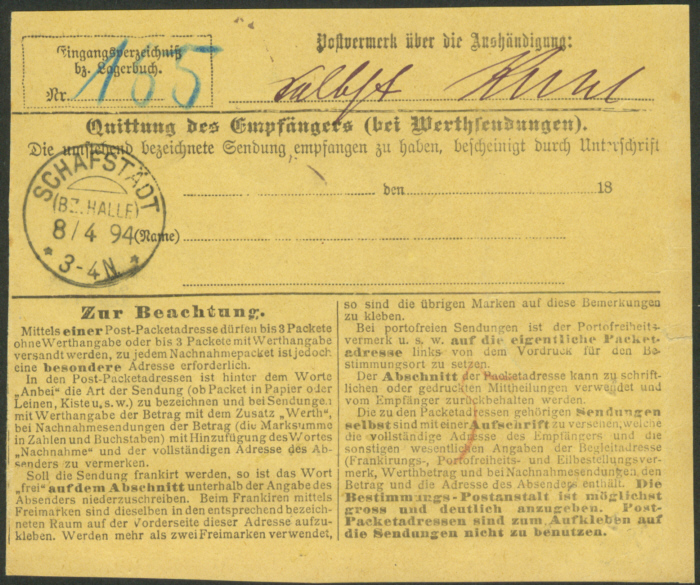 Eingangsverzeichniß
bz. Lagerbuch.
Nr. 165
Postvermerk über die Aushändigung:
selbst
Quittung des Empfängers (bei Werthsendungen).
Die umstehend bezeichnete Sendung empfangen zu haben, bescheinigt durch Unterschrift
den 18
SCHAFSTÄDT
(BZ. HALLE)
8/4 94
* 3-4N. *
(Name)
Zur Beachtung.
Mittels einer Post-Packetadresse dürfen bis 3 Packete
ohne Werthangabe oder bis 3 Packete mit Werthangabe
versandt werden, zu jedem Nachnahmepacket ist jedoch
eine besondere Adresse erforderlich.
In den Post-Packetadressen ist hinter dem Worte
„Anbei" die Art der Sendung (ob Packet in Papier oder
Leinen, Kiste u. s. w.) zu bezeichnen und bei Sendungen
mit Werthangabe der Betrag mit dem Zusatz „Werth",
bei Nachnahmesendungen der Betrag (die Marksumme
in Zahlen und Buchstaben) mit Hinzufügung des Wortes
„Nachnahme" und der vollständigen Adresse des Ab-
senders zu vermerken.
Soll die Sendung frankirt werden, so ist das Wort
„frei" auf dem Abschnitt unterhalb der Angabe des
Absenders niederzuschreiben. Beim Frankiren mittels
Freimarken sind dieselben in den entsprechend bezeich-
neten Raum auf der Vorderseite dieser Adresse aufzu-
kleben. Werden mehr als zwei Freimarken verwendet,
so sind die übrigen Marken auf diese Bemerkungen
zu kleben.
Bei portofreien Sendungen ist der Portofreiheits-
vermerk u. s. w. auf die eigentliche Packet-
adresse links von dem Vordruck für den Be-
stimmungsort zu setzen.
Der Abschnitt der Packetadresse kann zu schrift-
lichen oder gedruckten Mittheilungen verwendet und
vom Empfänger zurückbehalten werden.
Die zu den Packetadressen gehörigen Sendungen
selbst sind mit einer Aufschrift zu versehen, welche
die vollständige Adresse des Empfängers und die
sonstigen wesentlichen Angaben der Begleitadresse
(Frankirungs-, Portofreiheits- und Eilbestellungsver-
merk, Werthbetrag und bei Nachnahmesendungen, den
Betrag und die Adresse des Absenders enthält. Die
Bestimmungs-Postanstalt ist möglichst
gross und deutlich anzugeben. Post-
Packetadressen sind zum Aufkleben auf
die Sendungen nicht zu benutzen.